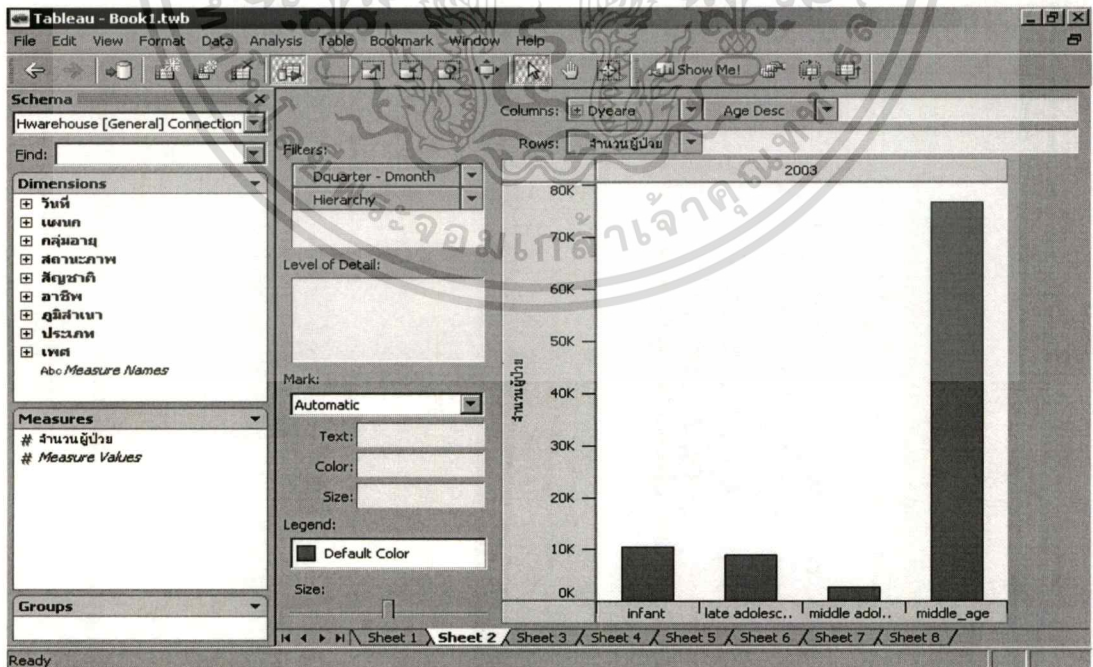 Tableau - Book1.twb
File Edit View Format Data Analysis Table Bookmark Window Help
Show Me!
Schema
Hwarehouse [General] Connection
Find:
Dimensions
วันที่
แผนก
กลุ่มอายุ
สถานะภาพ
สัญชาติ
อาชีพ
ภูมิลำเนา
ประเภท
เพศ
Abc Measure Names
Measures
# จำนวนผู้ป่วย
# Measure Values
Groups
Filters:
Dquarter - Dmonth
Hierarchy
Level of Detail:
Mark:
Automatic
Text:
Color:
Size:
Legend:
Default Color
Size:
Columns: Dyeare Age Desc
Rows: จำนวนผู้ป่วย
2003
จำนวนผู้ป่วย
80K
70K
60K
50K
40K
30K
20K
10K
0K
infant late adolesc.. middle adol.. middle_age
Sheet 1 Sheet 2 Sheet 3 Sheet 4 Sheet 5 Sheet 6 Sheet 7 Sheet 8
Ready